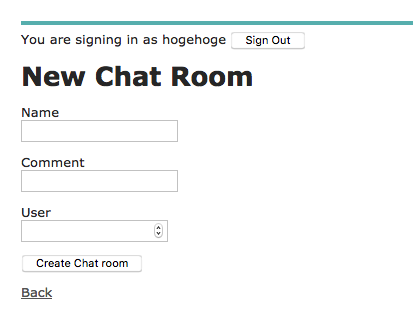 You are signing in as hogehoge Sign Out
New Chat Room
Name
Comment
User
Create Chat room
Back